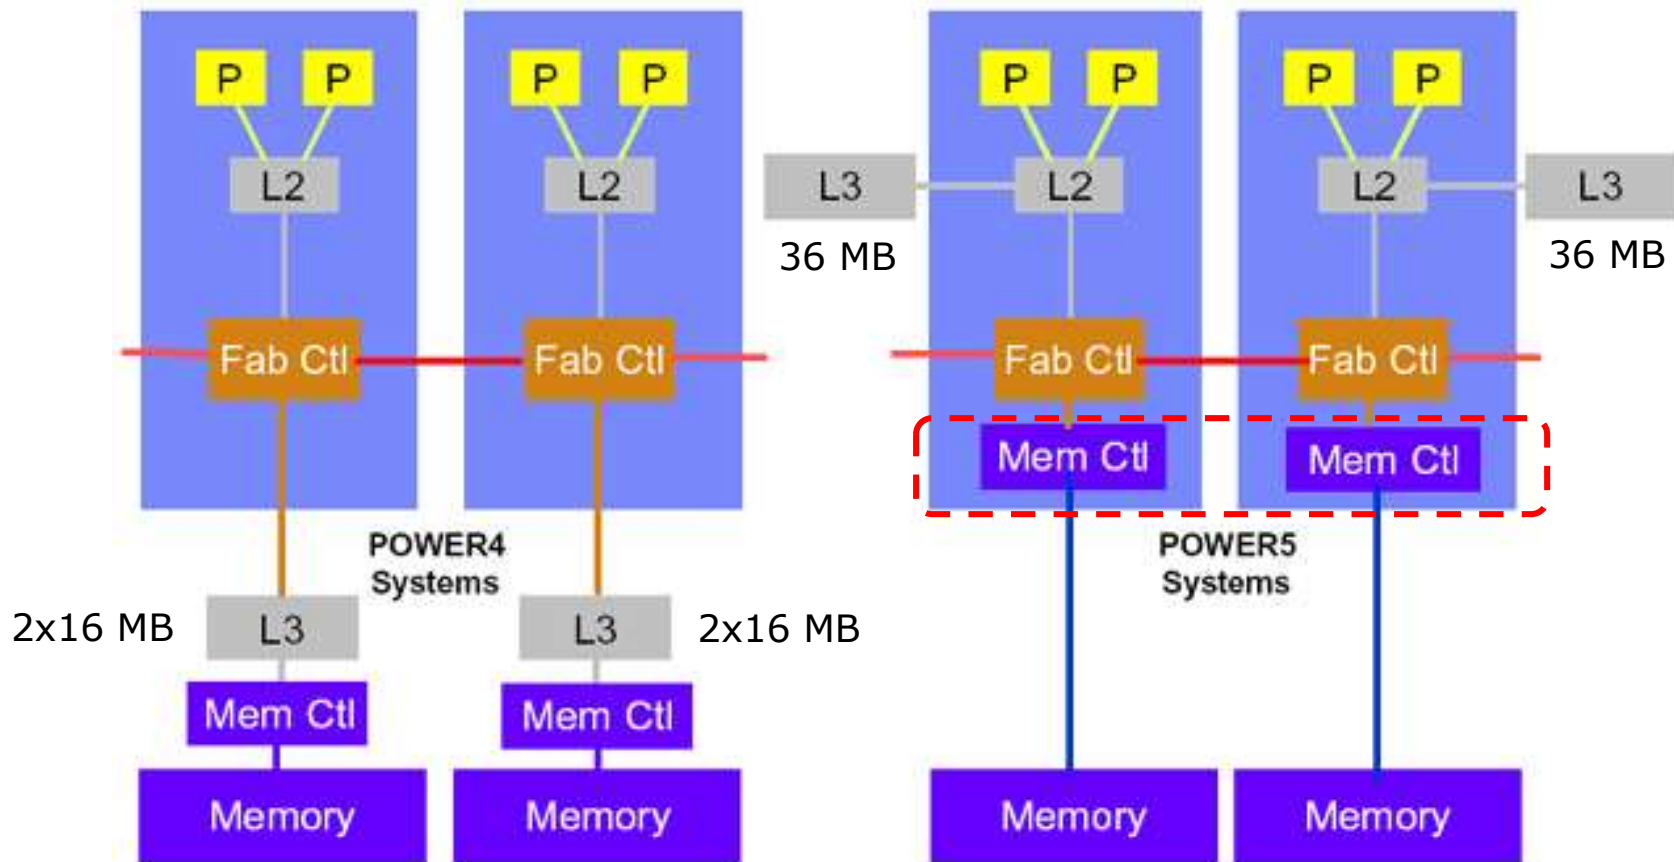 P P P P P P P P
L2 L2 L3 L2 L2 L3
36 MB 36 MB
Fab Ctl Fab Ctl Fab Ctl Fab Ctl
Mem Ctl Mem Ctl
POWER4 POWER5
Systems Systems
2x16 MB L3 L3 2x16 MB
Mem Ctl Mem Ctl
Memory Memory Memory Memory